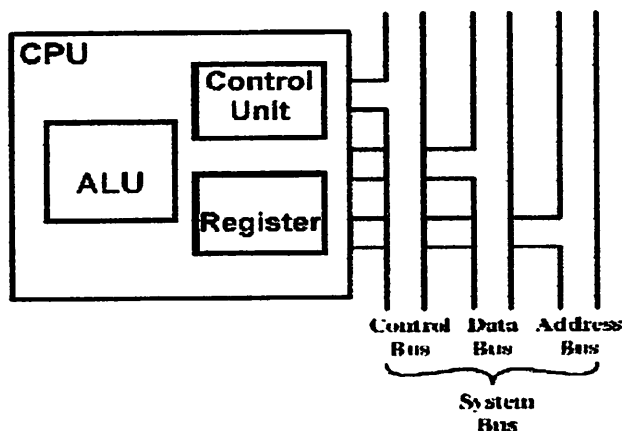 CPU
Control
Unit
ALU
Register
Control Data Address
Bus Bus Bus
System
Bus